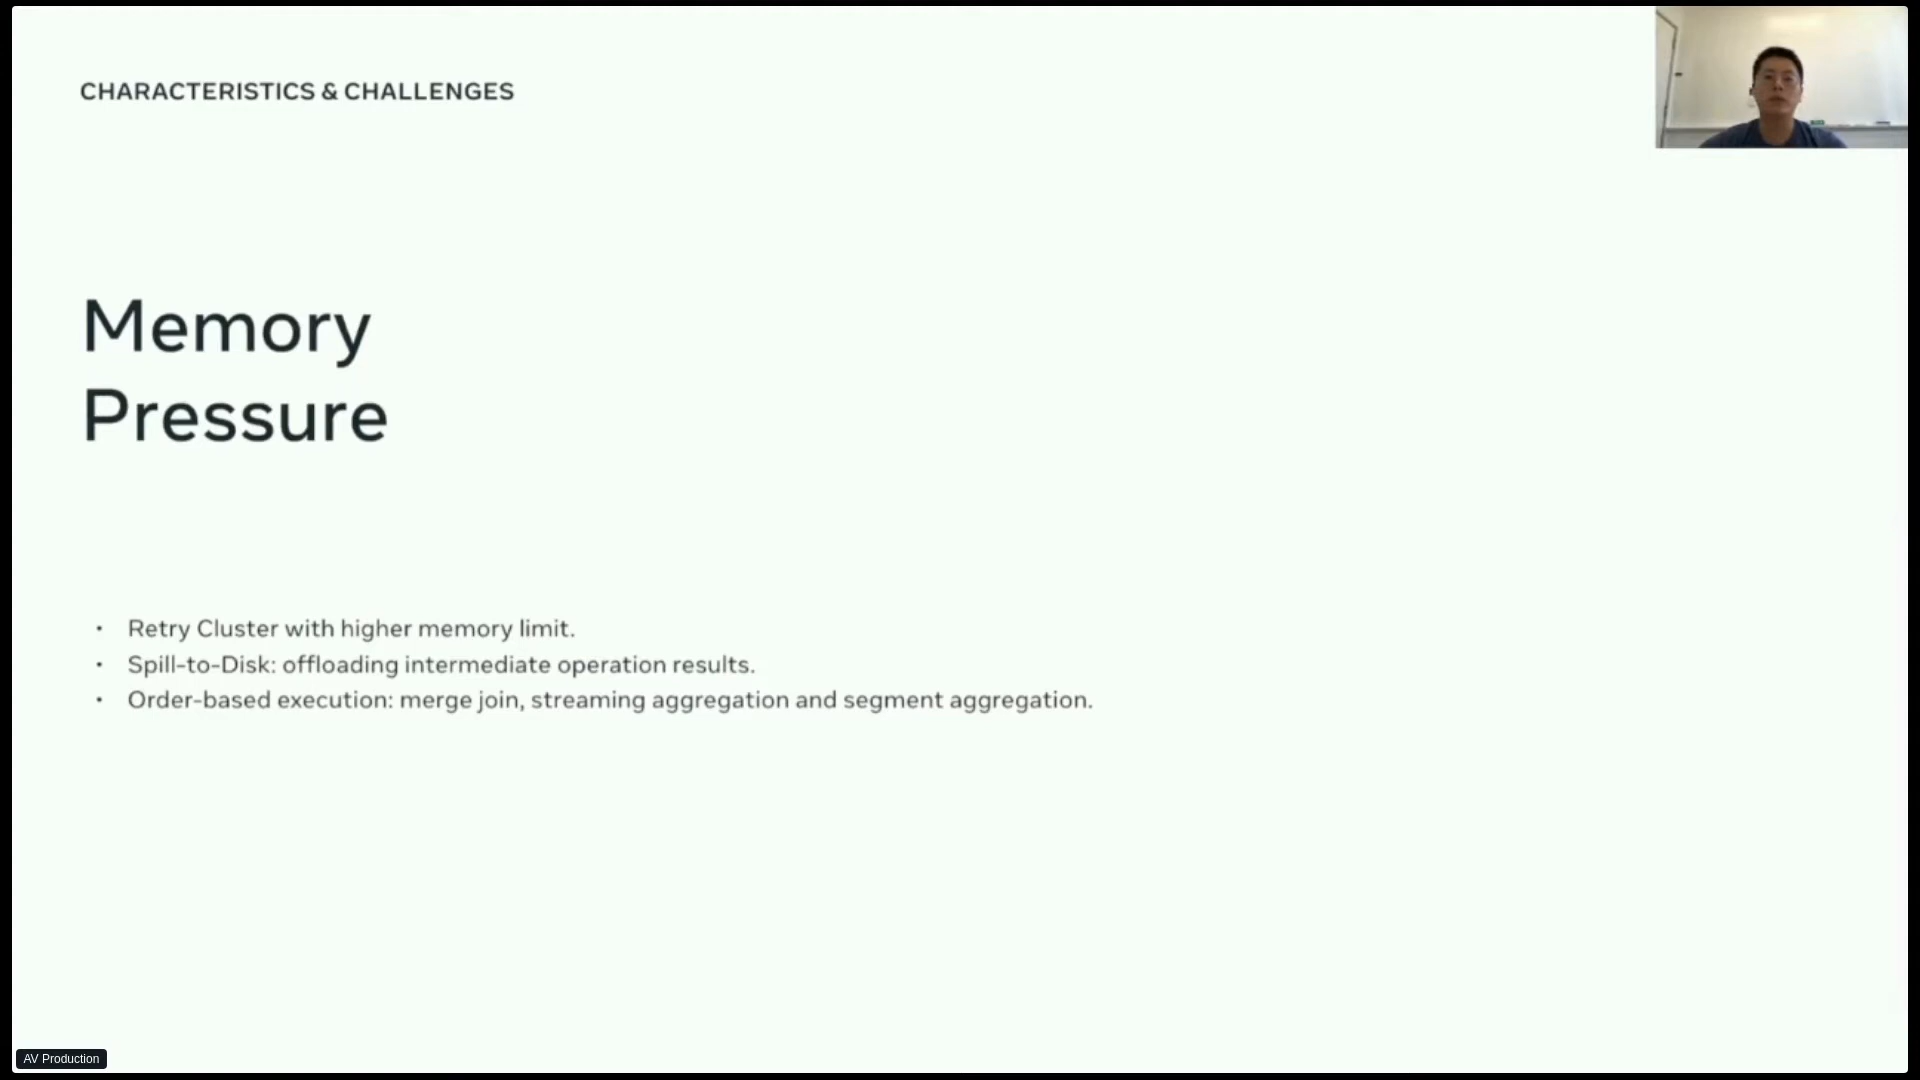 CHARACTERISTICS & CHALLENGES
Memory
Pressure
• Retry Cluster with higher memory limit.
• Spill-to-Disk: offloading intermediate operation results.
• Order-based execution: merge join, streaming aggregation and segment aggregation.
AV Production